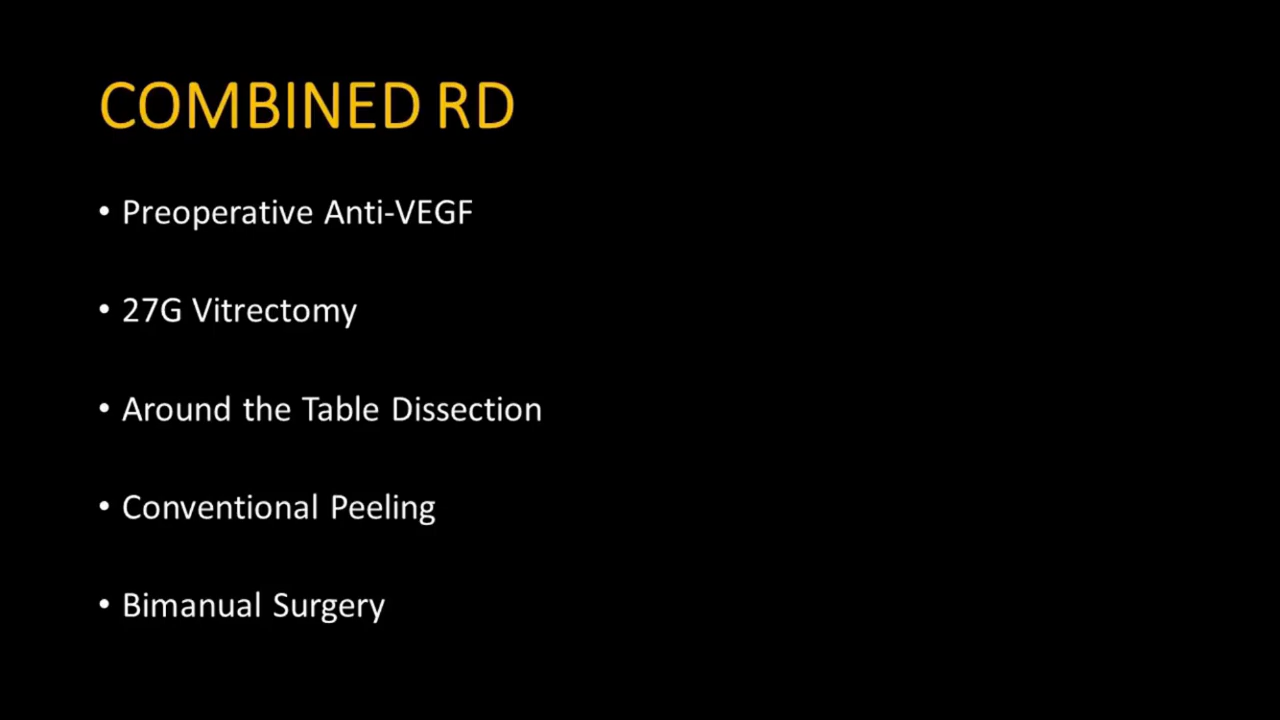 COMBINED RD
• Preoperative Anti-VEGF
• 27G Vitrectomy
• Around the Table Dissection
• Conventional Peeling
• Bimanual Surgery